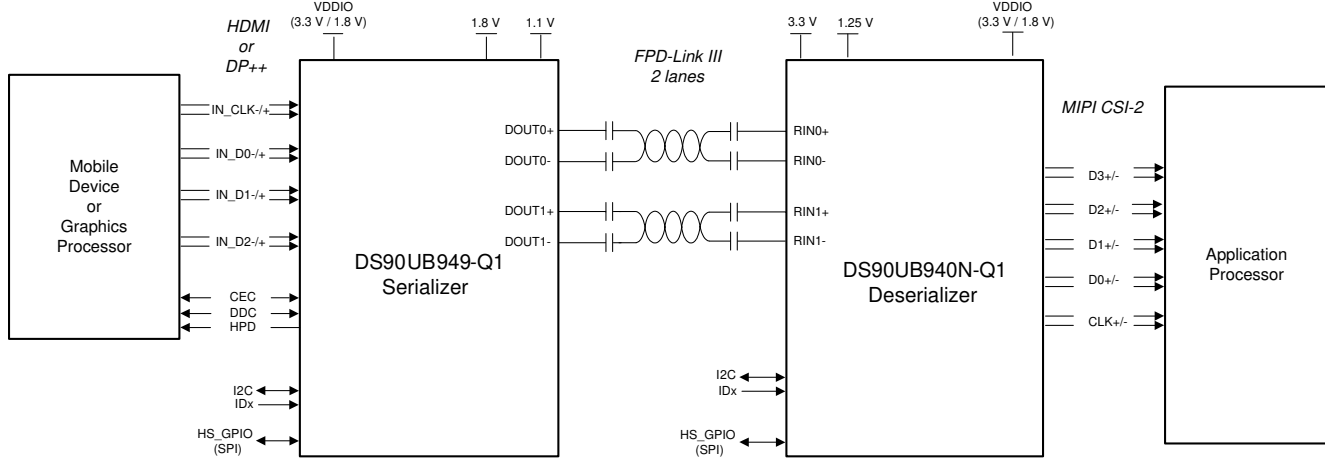 HDMI
or
DP++
VDDIO
(3.3 V / 1.8 V)
1.8 V
1.1 V
FPD-Link III
2 lanes
3.3 V
1.25 V
VDDIO
(3.3 V / 1.8 V)
MIPI CSI-2
Mobile
Device
or
Graphics
Processor
IN_CLK-/+
IN_D0-/+
IN_D1-/+
IN_D2-/+
CEC
DDC
HPD
I2C
IDx
HS_GPIO
(SPI)
DS90UB949-Q1
Serializer
DOUT0+
DOUT0-
DOUT1+
DOUT1-
RIN0+
RIN0-
RIN1+
RIN1-
DS90UB940N-Q1
Deserializer
I2C
IDx
HS_GPIO
(SPI)
D3+/-
D2+/-
D1+/-
D0+/-
CLK+/-
Application
Processor